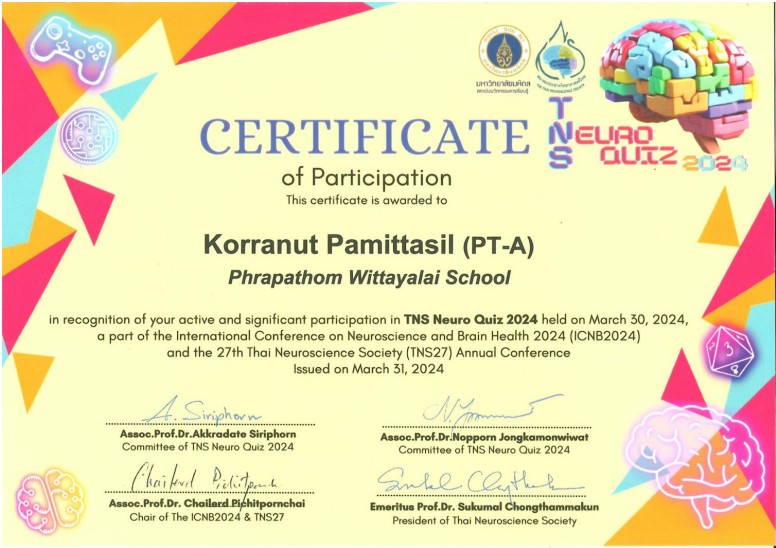 มหาวิทยาลัยมหิดล
TNS NEURO QUIZ 2024
CERTIFICATE
of Participation
This certificate is awarded to
Korranut Pamittasil (PT-A)
Phrapathom Wittayalai School
in recognition of your active and significant participation in TNS Neuro Quiz 2024 held on March 30, 2024,
a part of the International Conference on Neuroscience and Brain Health 2024 (ICNB2024)
and the 27th Thai Neuroscience Society (TNS27) Annual Conference
Issued on March 31, 2024
A. Siriphorn
Assoc.Prof.Dr.Akkradate Siriphorn
Committee of TNS Neuro Quiz 2024
Assoc.Prof.Dr.Nopporn Jongkamonwiwat
Committee of TNS Neuro Quiz 2024
Assoc.Prof.Dr. Chailerd Pichitpornchai
Chair of The ICNB2024 & TNS27
Emeritus Prof.Dr. Sukumal Chongthammakun
President of Thai Neuroscience Society
3